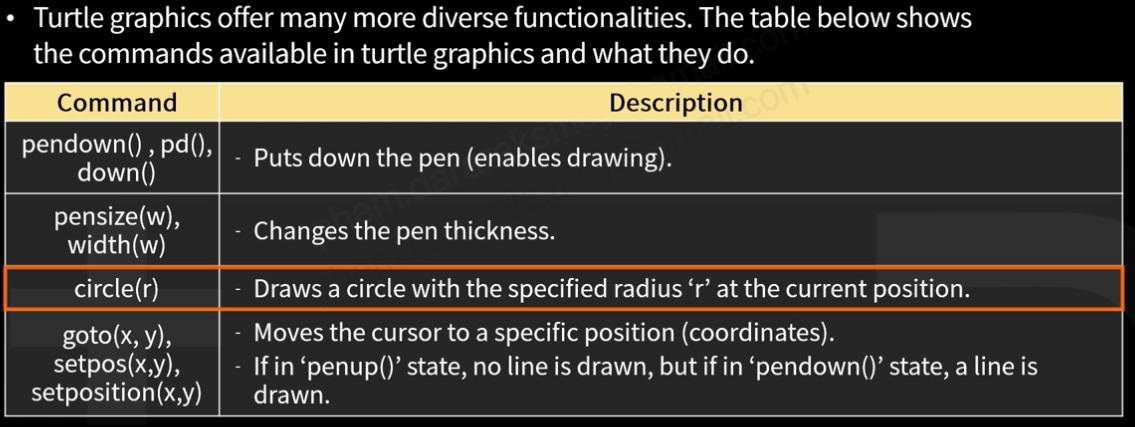 • Turtle graphics offer many more diverse functionalities. The table below shows
the commands available in turtle graphics and what they do.
Command
Description
pendown() , pd(),
down()
- Puts down the pen (enables drawing).
pensize(w),
width(w)
- Changes the pen thickness.
circle(r)
- Draws a circle with the specified radius ‘r’ at the current position.
goto(x, y),
setpos(x,y),
setposition(x,y)
- Moves the cursor to a specific position (coordinates).
- If in ‘penup()’ state, no line is drawn, but if in ‘pendown()’ state, a line is
drawn.